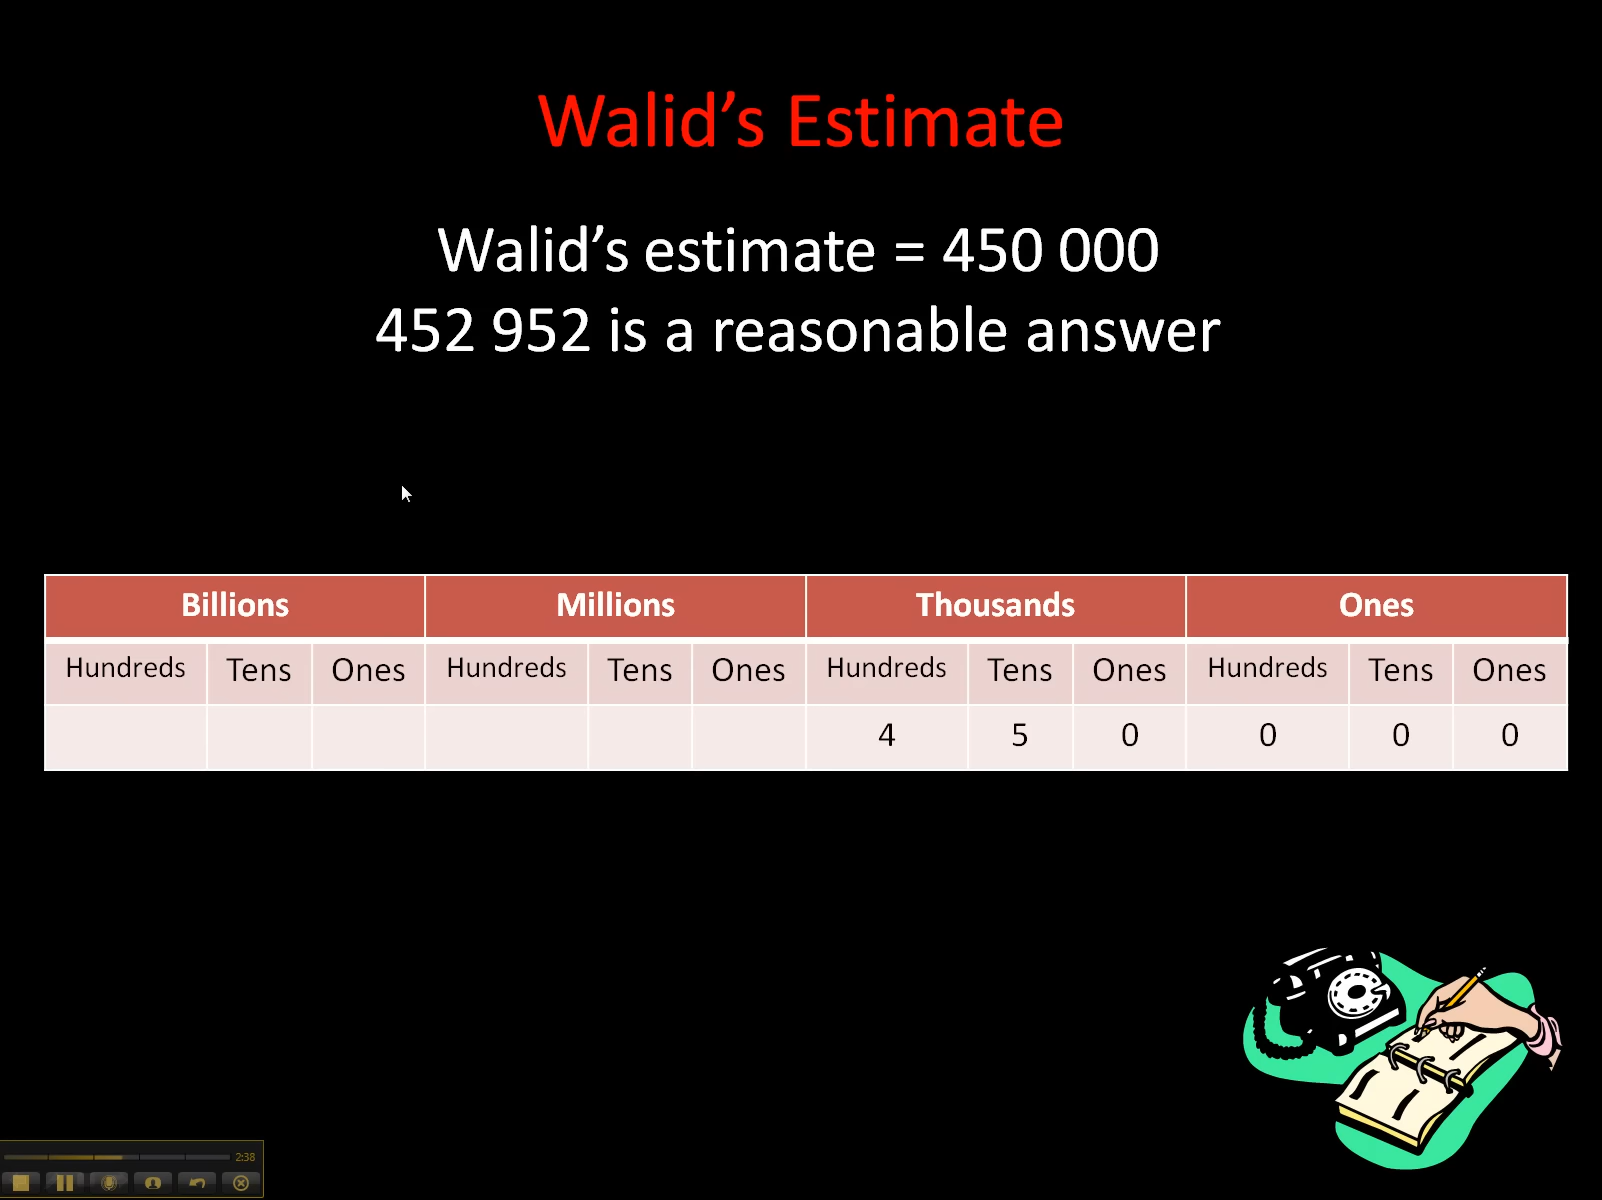 Walid’s Estimate
Walid’s estimate = 450 000
452 952 is a reasonable answer
Billions Millions Thousands Ones
Hundreds Tens Ones Hundreds Tens Ones Hundreds Tens Ones Hundreds Tens Ones
4 5 0 0 0 0
2:38